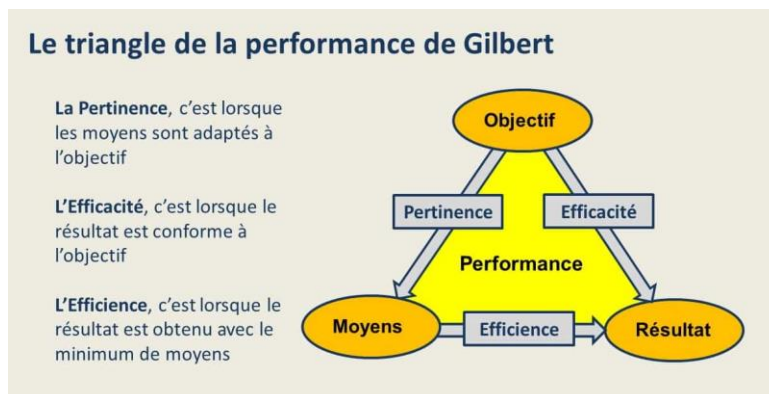 Le triangle de la performance de Gilbert
La Pertinence, c’est lorsque
les moyens sont adaptés à
l’objectif
L’Efficacité, c’est lorsque le
résultat est conforme à
l’objectif
L’Efficience, c’est lorsque le
résultat est obtenu avec le
minimum de moyens
Objectif
Pertinence
Efficacité
Performance
Moyens
Efficience
Résultat